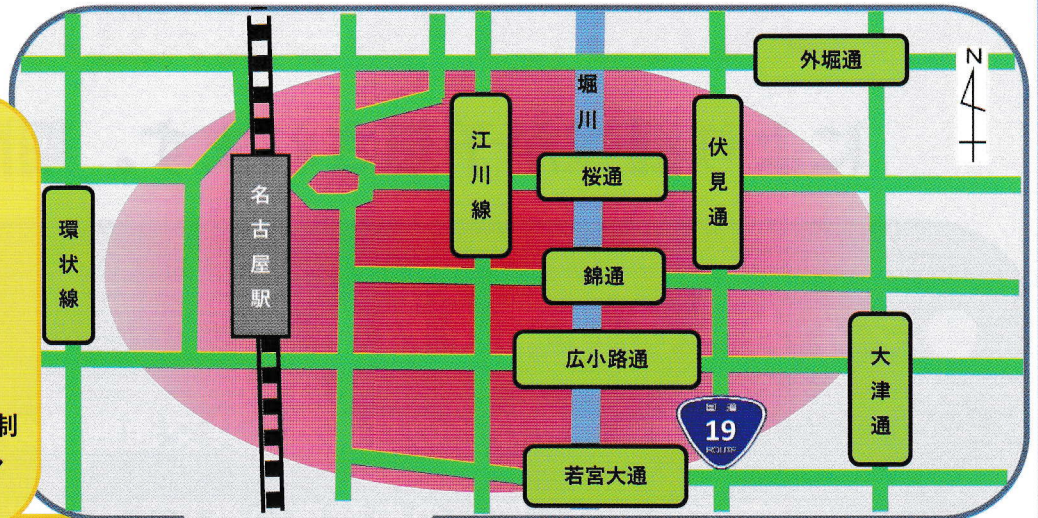 外堀通
N
堀川
江川線
伏見通
桜通
名古屋駅
環状線
錦通
大津通
広小路通
国道
19
ROUTE
若宮大通
制